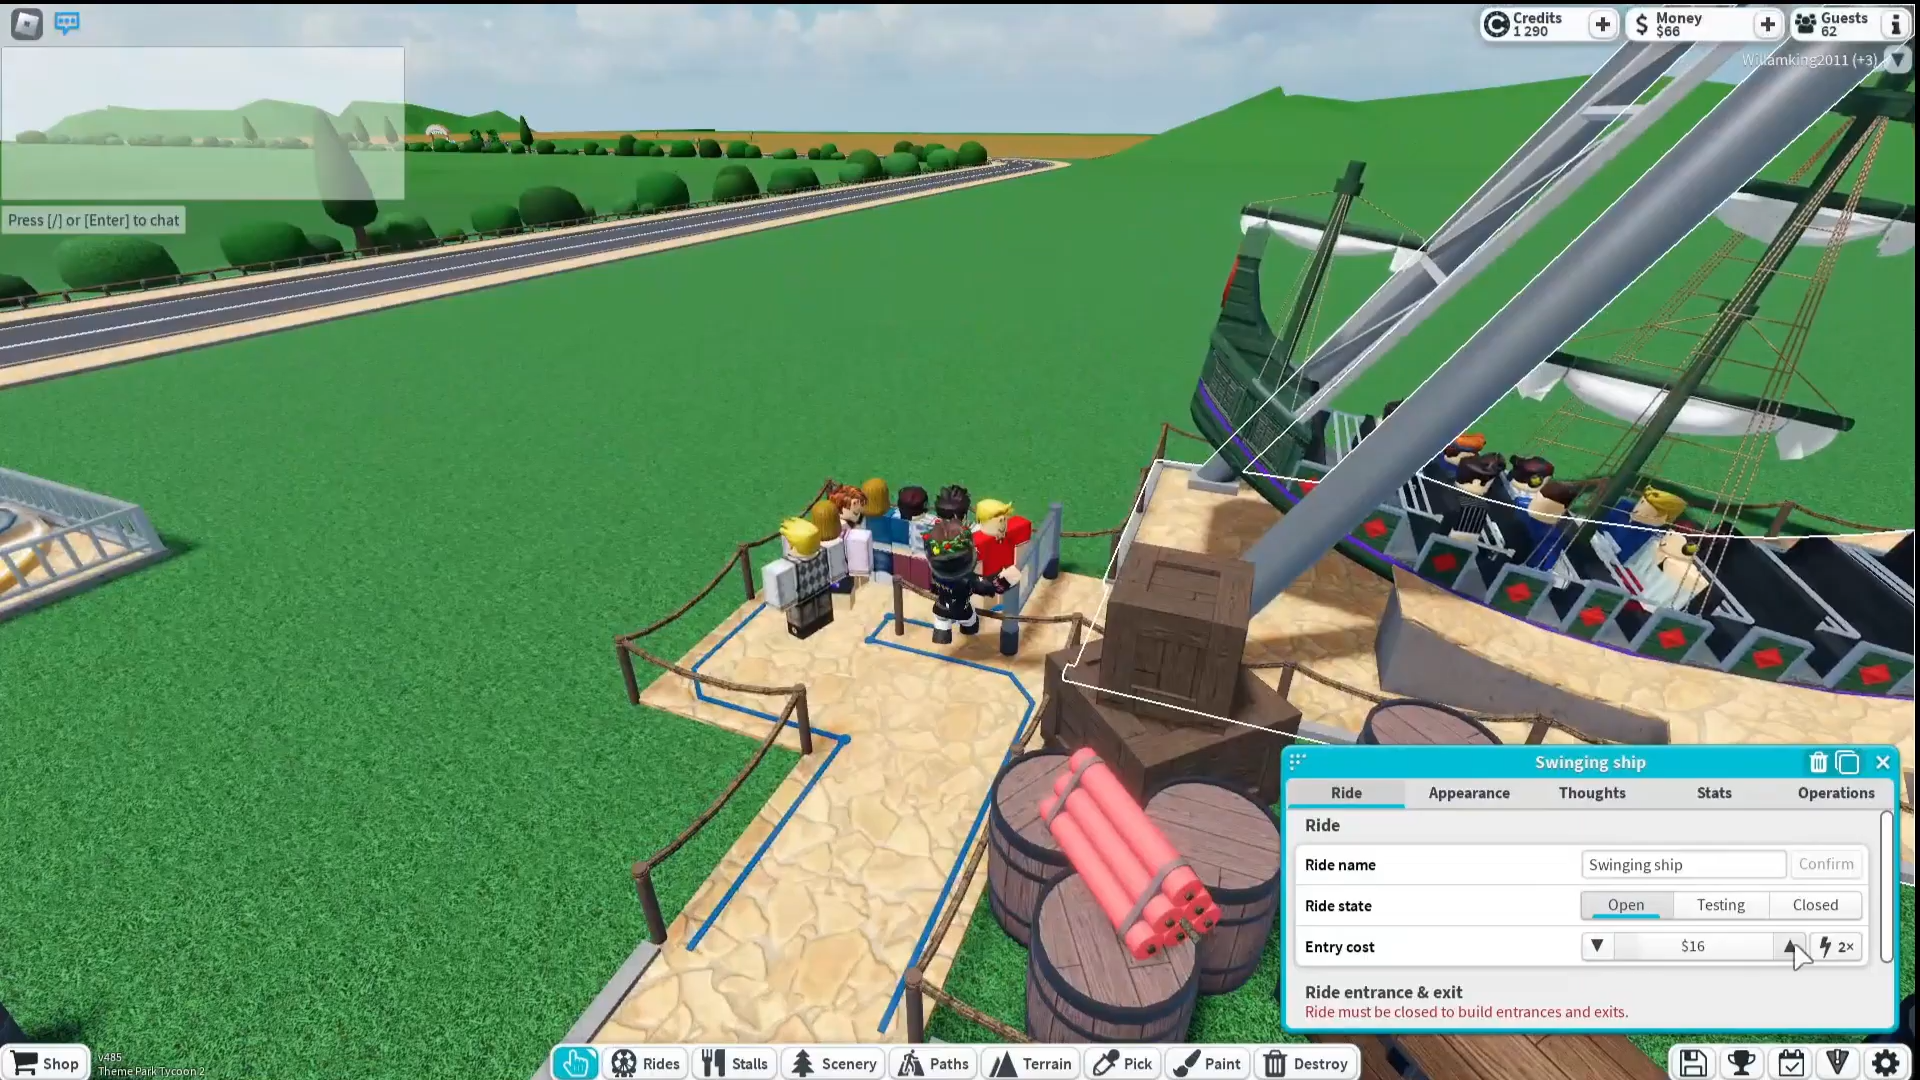 Credits
1 290
Money
$66
Guests
62
Willamking2011 (+3)
Press [/] or [Enter] to chat
Swinging ship
Ride
Appearance
Thoughts
Stats
Operations
Ride
Ride name
Swinging ship
Confirm
Ride state
Open
Testing
Closed
Entry cost
$16
2×
Ride entrance & exit
Ride must be closed to build entrances and exits.
Shop
v485
Theme Park Tycoon 2
Rides
Stalls
Scenery
Paths
Terrain
Pick
Paint
Destroy